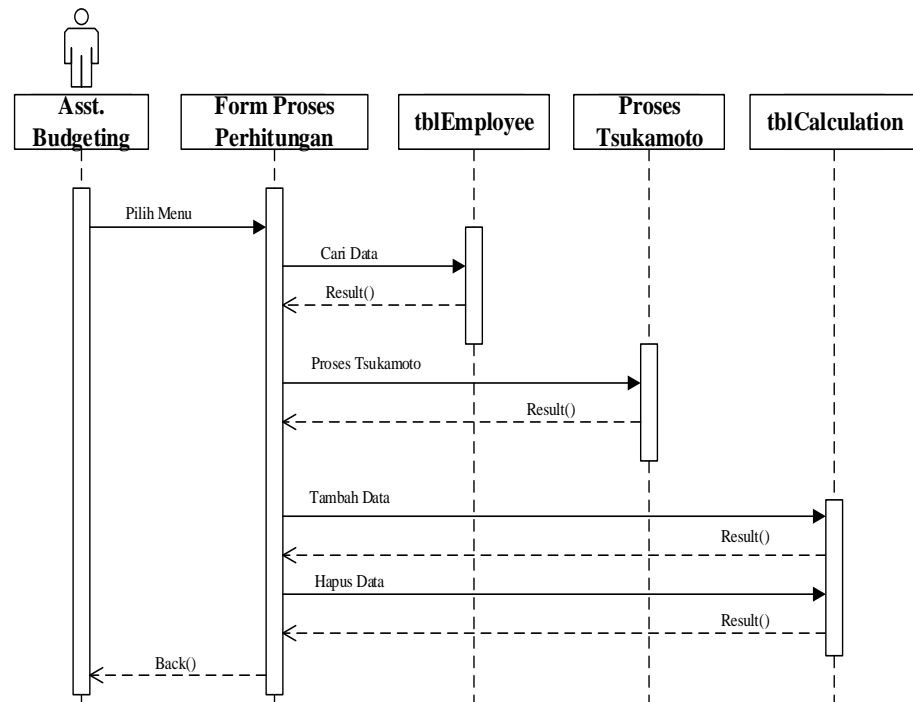 Asst.
Budgeting
Form Proses
Perhitungan
tblEmployee
Proses
Tsukamoto
tblCalculation
Pilih Menu
Cari Data
Result()
Proses Tsukamoto
Result()
Tambah Data
Result()
Hapus Data
Result()
Back()